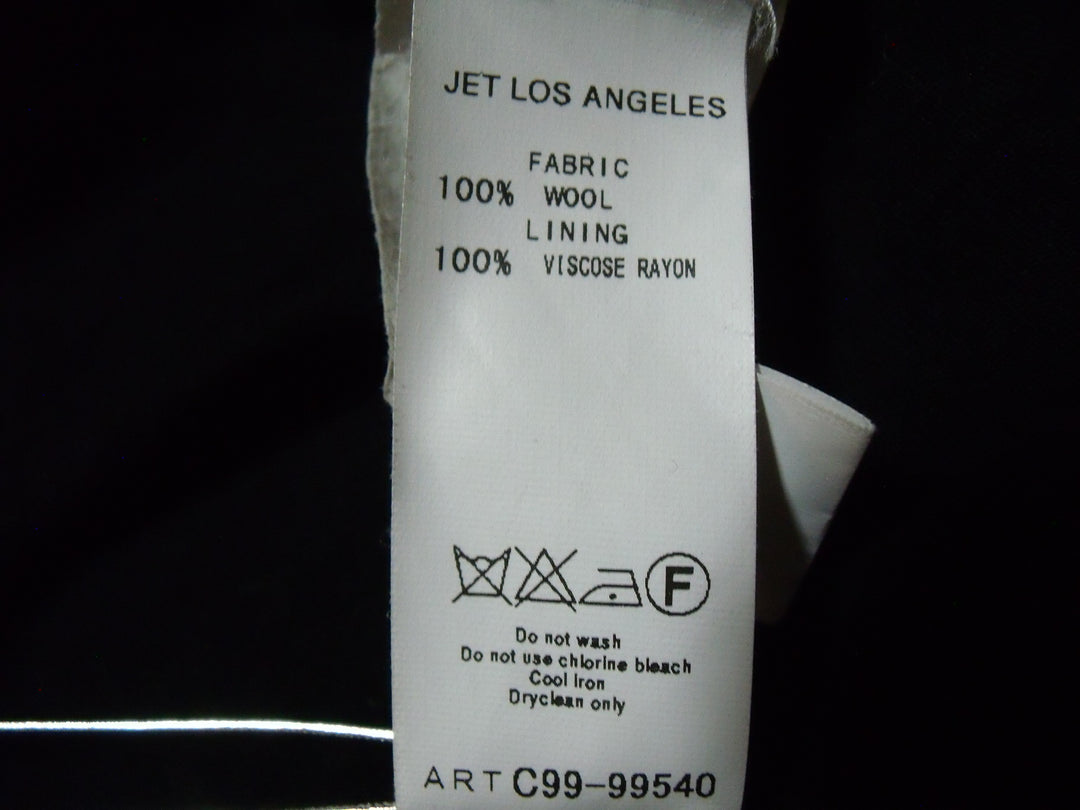 JET LOS ANGELES
FABRIC
100% WOOL
LINING
100% VISCOSE RAYON
F
Do not wash
Do not use chlorine bleach
Cool iron
Dryclean only
ART C99-99540